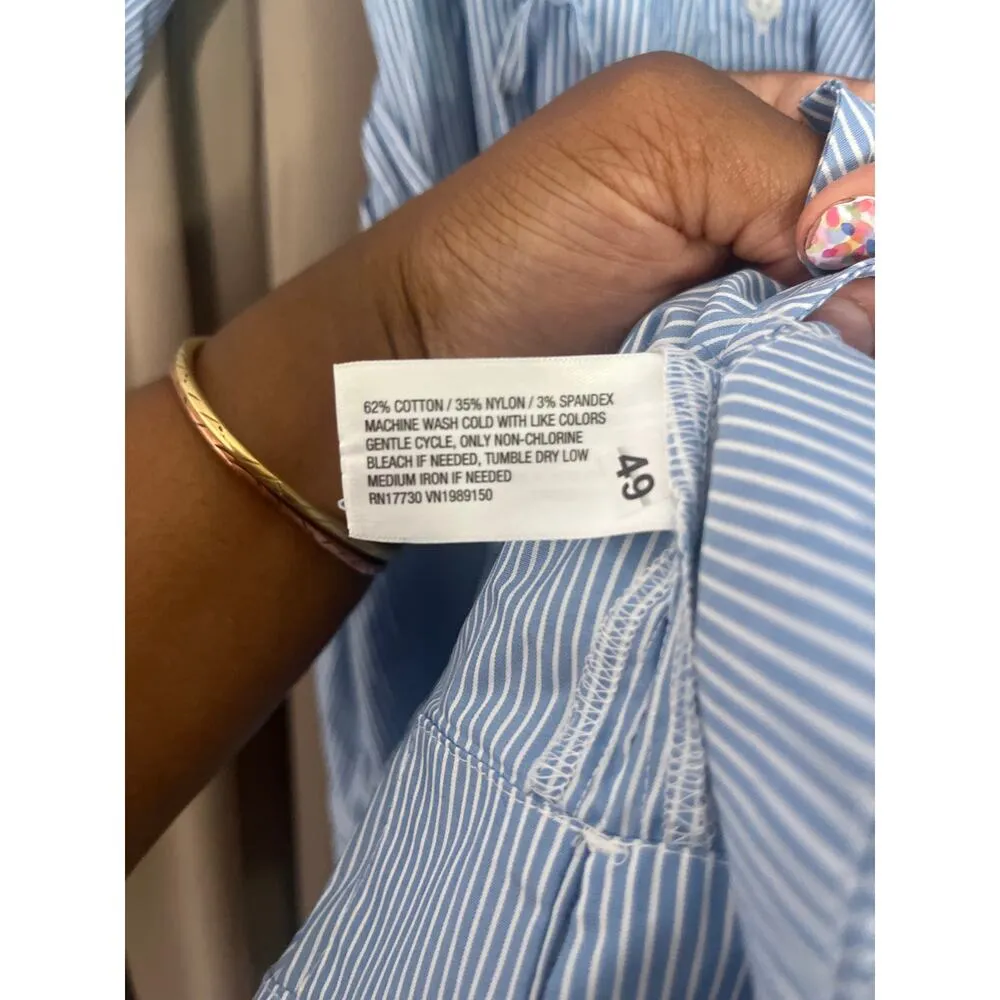 62% COTTON / 35% NYLON / 3% SPANDEX
MACHINE WASH COLD WITH LIKE COLORS
GENTLE CYCLE, ONLY NON-CHLORINE
BLEACH IF NEEDED, TUMBLE DRY LOW
MEDIUM IRON IF NEEDED
RN17730 VN1989150
49